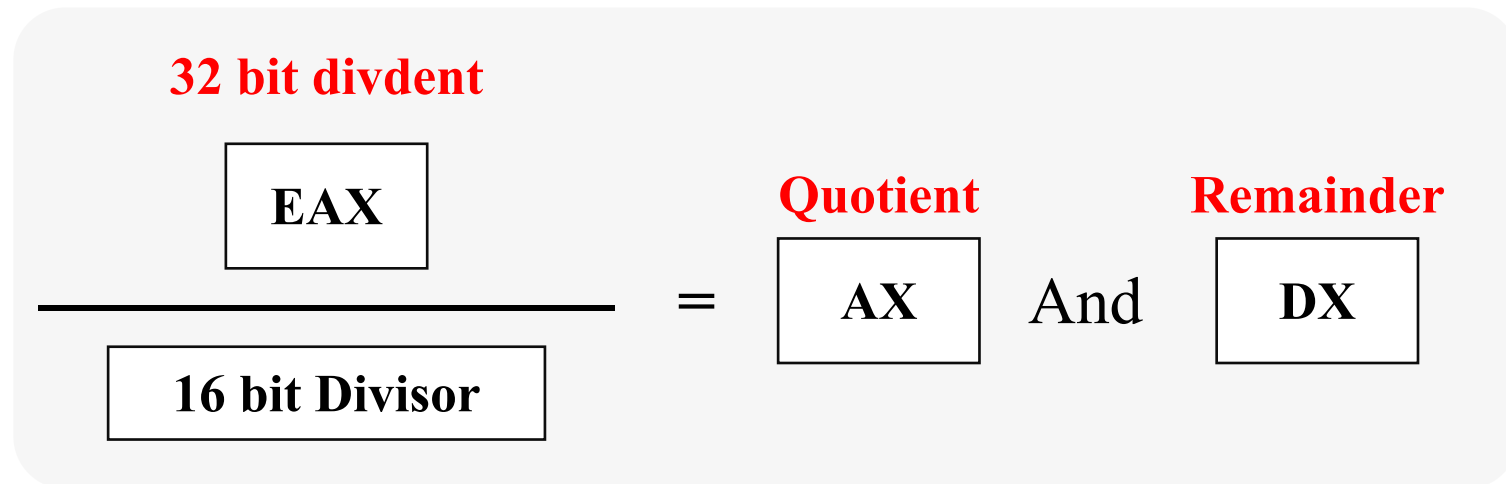 32 bit divdent
EAX
16 bit Divisor
=
Quotient
AX
And
Remainder
DX